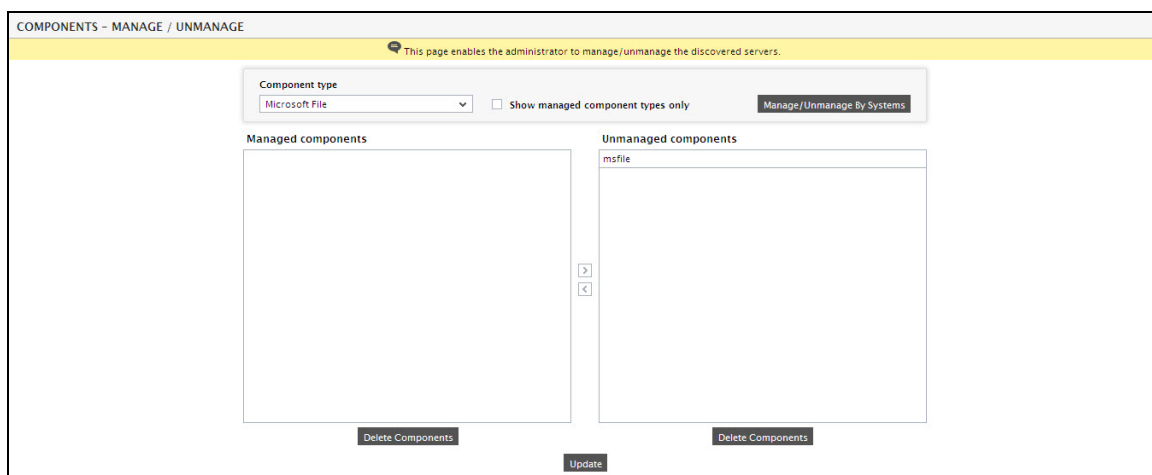 COMPONENTS - MANAGE / UNMANAGE
This page enables the administrator to manage/unmanage the discovered servers.
Component type
Microsoft File
Show managed component types only
Manage/Unmanage By Systems
Managed components
Unmanaged components
msfile
>
<
Delete Components
Delete Components
Update